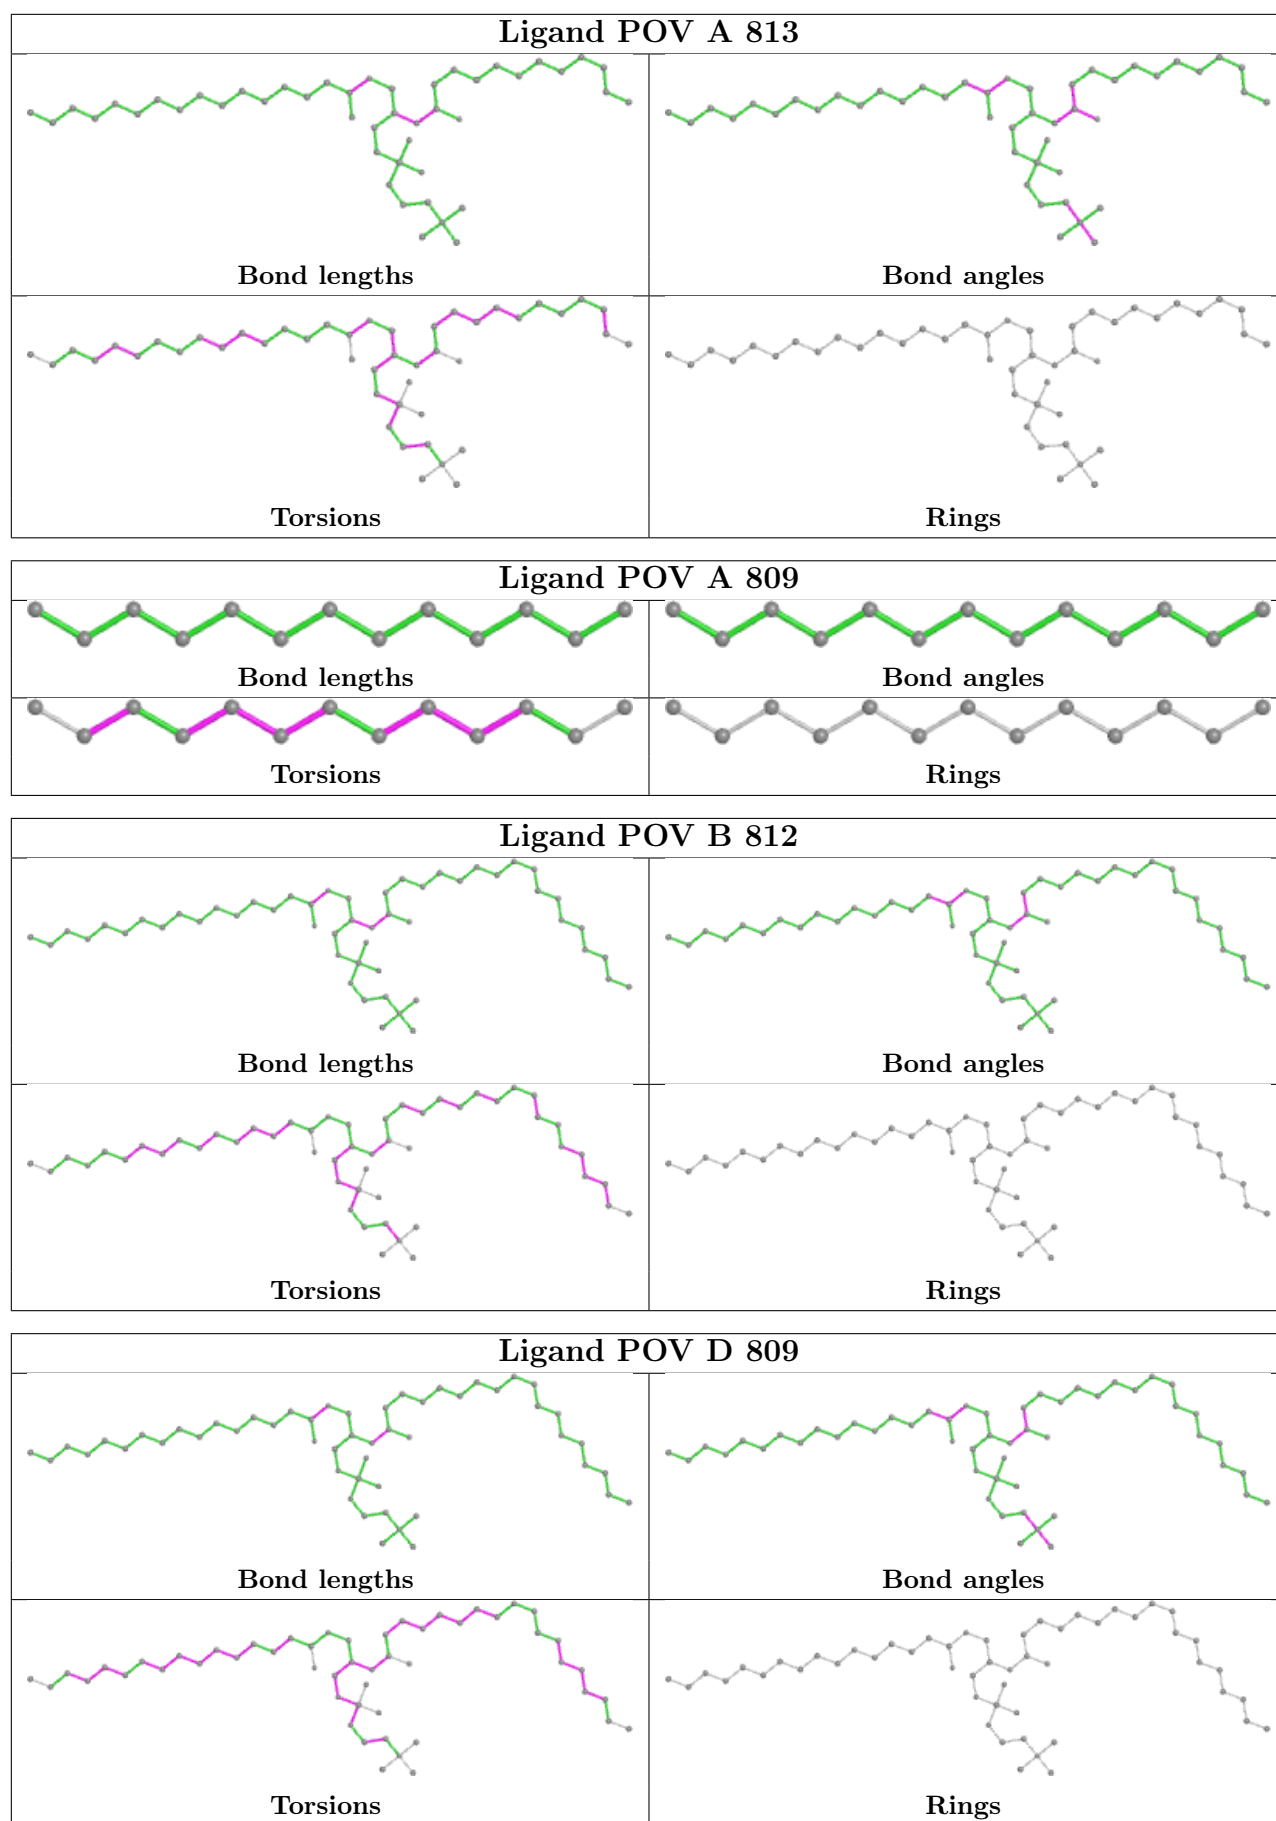 Ligand POV A 813
Bond lengths
Bond angles
Torsions
Rings
Ligand POV A 809
Bond lengths
Bond angles
Torsions
Rings
Ligand POV B 812
Bond lengths
Bond angles
Torsions
Rings
Ligand POV D 809
Bond lengths
Bond angles
Torsions
Rings